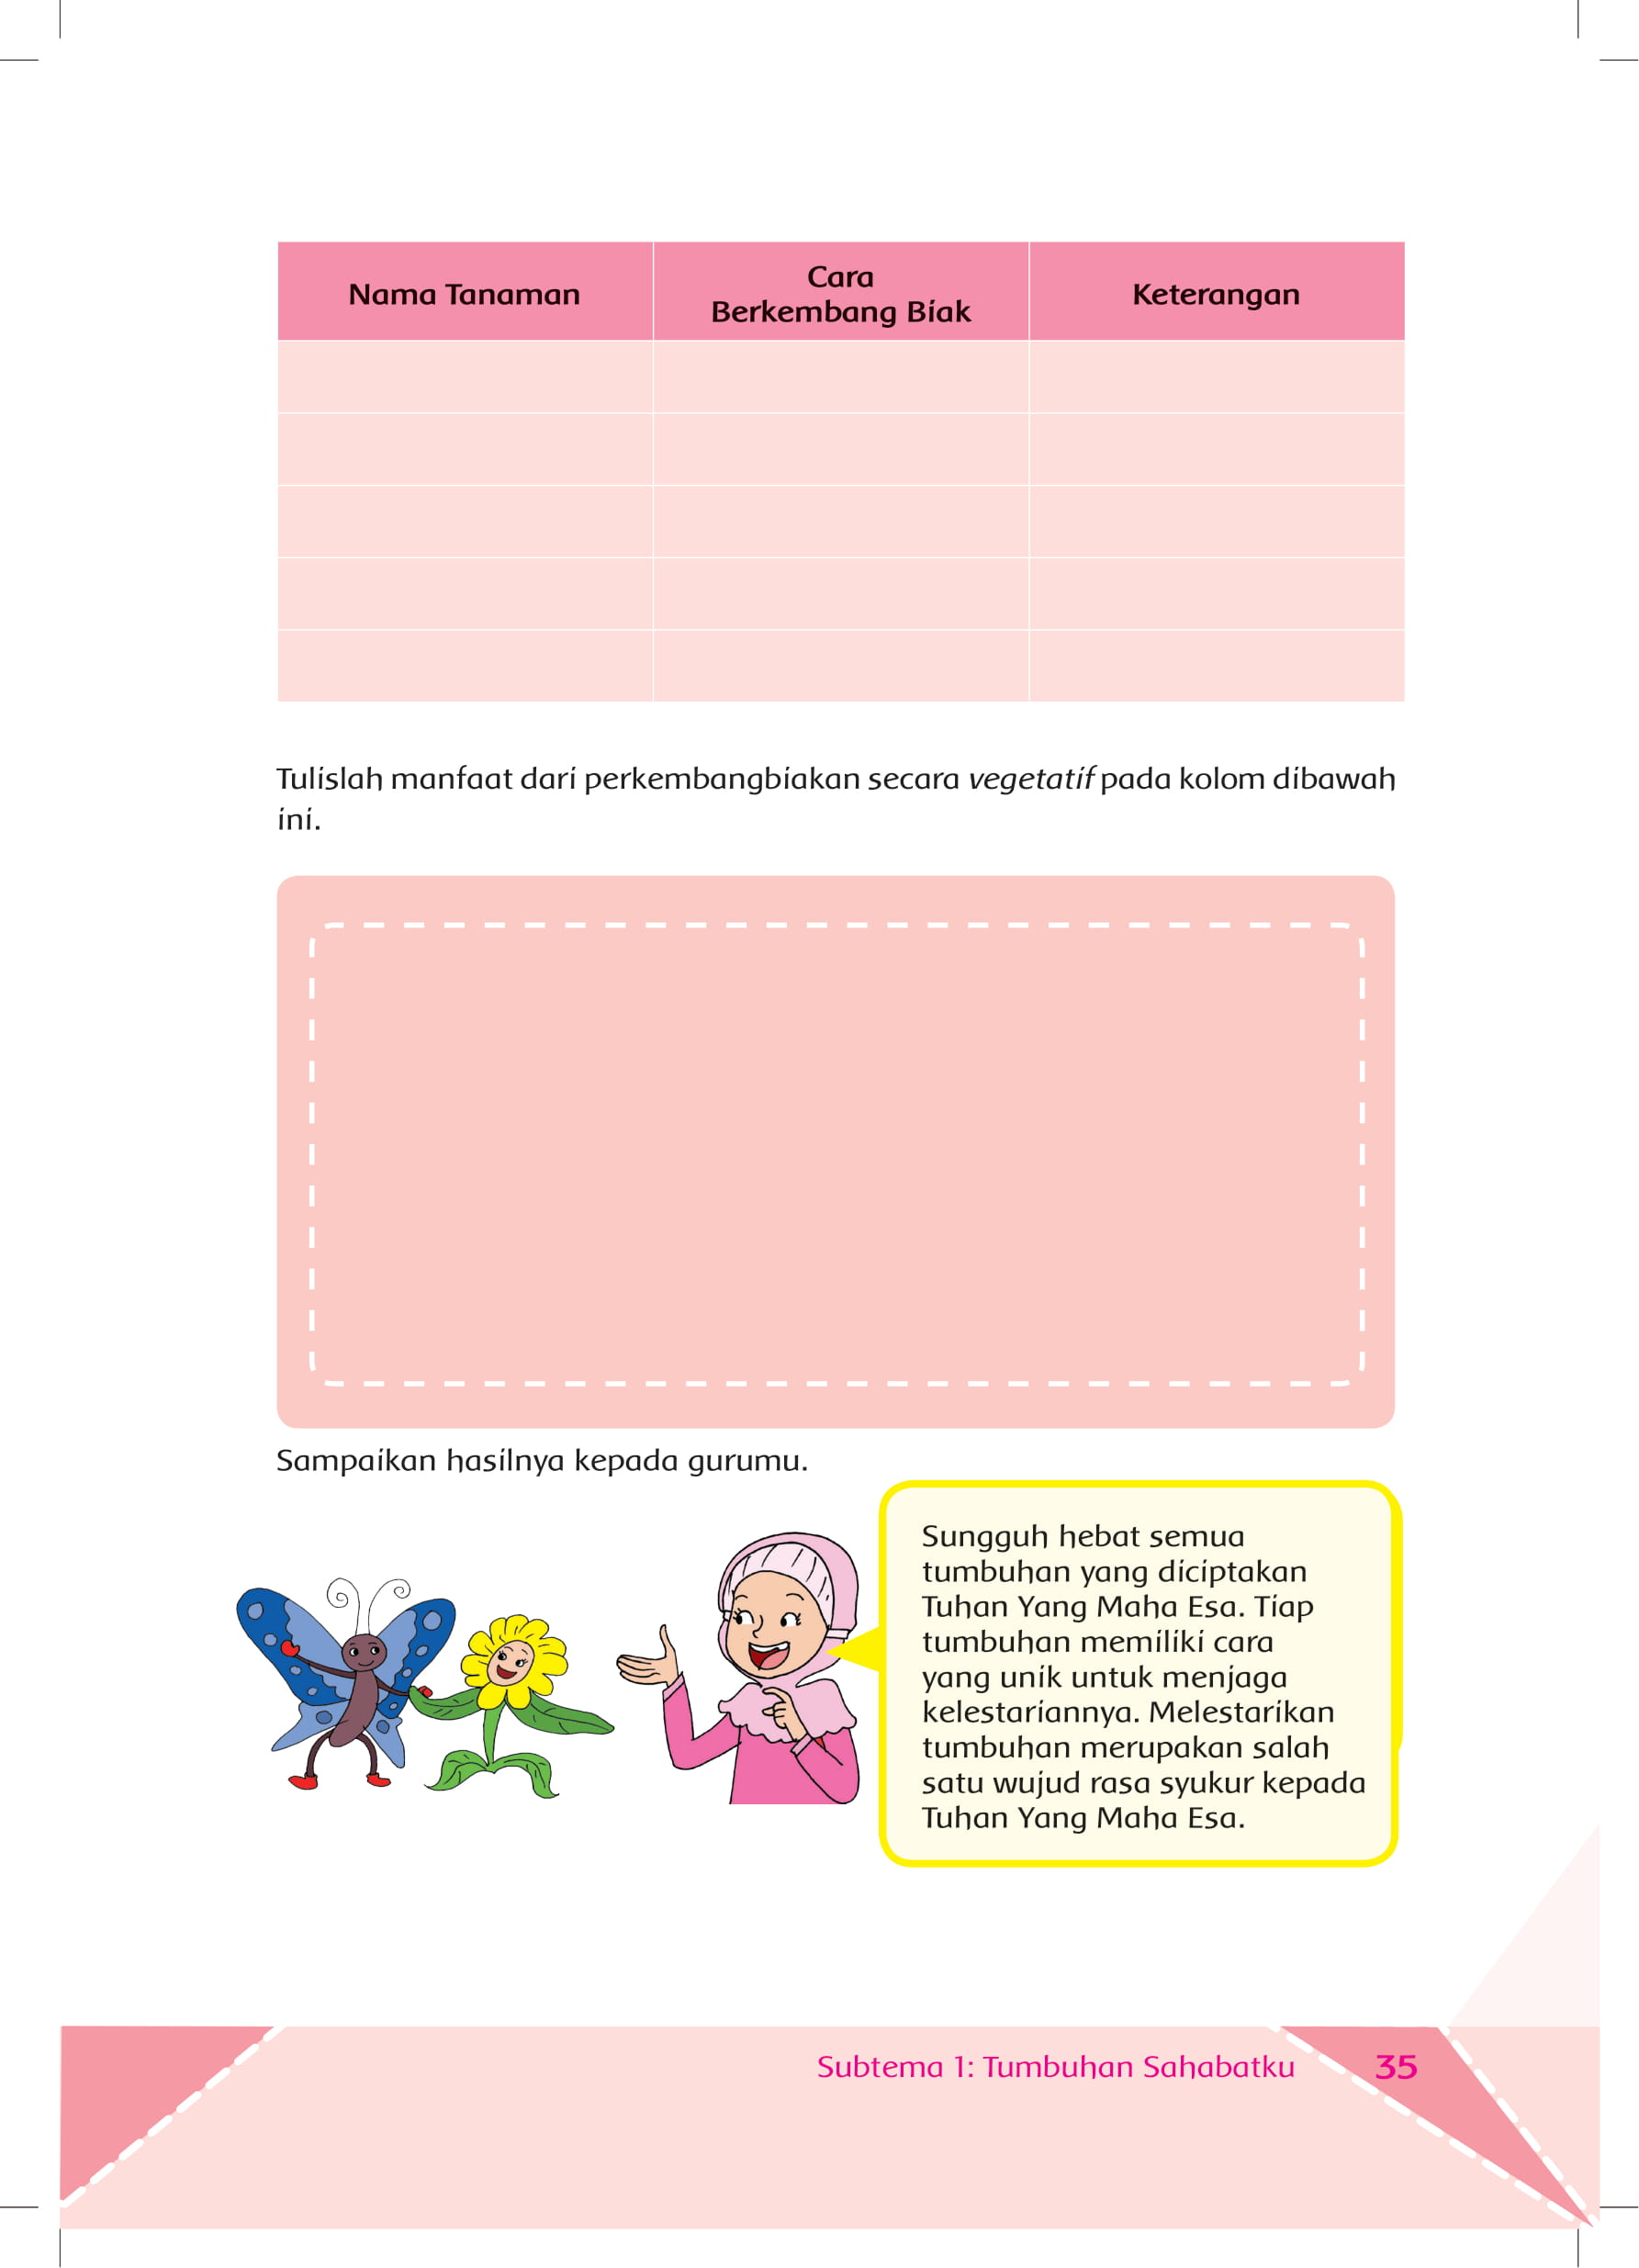 Nama Tanaman
Cara
Berkembang Biak
Keterangan
Tulislah manfaat dari perkembangbiakan secara vegetatif pada kolom dibawah
ini.
Sampaikan hasilnya kepada gurumu.
Sungguh hebat semua
tumbuhan yang diciptakan
Tuhan Yang Maha Esa. Tiap
tumbuhan memiliki cara
yang unik untuk menjaga
kelestariannya. Melestarikan
tumbuhan merupakan salah
satu wujud rasa syukur kepada
Tuhan Yang Maha Esa.
Subtema 1: Tumbuhan Sahabatku 35